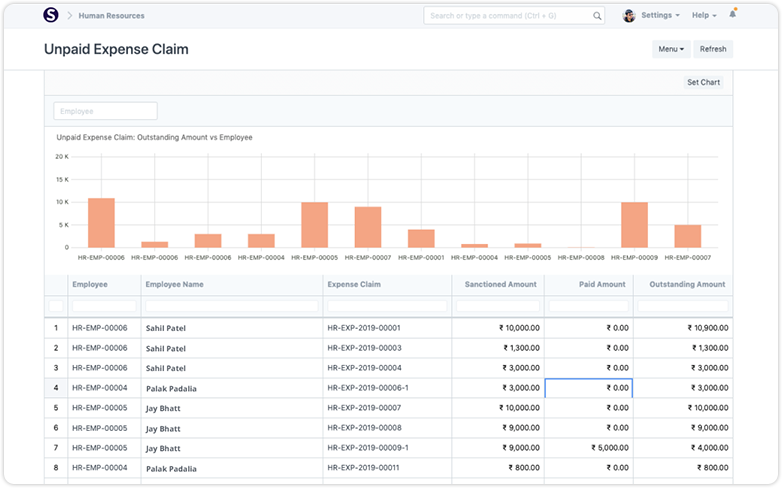 S Human Resources Search or type a command (Ctrl + G) Settings Help
Unpaid Expense Claim Menu Refresh
Set Chart
Employee
Unpaid Expense Claim: Outstanding Amount vs Employee
20 K
15 K
10 K
5 K
0
HR-EMP-00006 HR-EMP-00006 HR-EMP-00006 HR-EMP-00004 HR-EMP-00005 HR-EMP-00007 HR-EMP-00001 HR-EMP-00004 HR-EMP-00005 HR-EMP-00008 HR-EMP-00009 HR-EMP-00007
Employee Employee Name Expense Claim Sanctioned Amount Paid Amount Outstanding Amount
1 HR-EMP-00006 Sahil Patel HR-EXP-2019-00001 ₹ 10,000.00 ₹ 0.00 ₹ 10,900.00
2 HR-EMP-00006 Sahil Patel HR-EXP-2019-00003 ₹ 1,300.00 ₹ 0.00 ₹ 1,300.00
3 HR-EMP-00006 Sahil Patel HR-EXP-2019-00004 ₹ 3,000.00 ₹ 0.00 ₹ 3,000.00
4 HR-EMP-00004 Palak Padalia HR-EXP-2019-00006-1 ₹ 3,000.00 ₹ 0.00 ₹ 3,000.00
5 HR-EMP-00005 Jay Bhatt HR-EXP-2019-00007 ₹ 10,000.00 ₹ 0.00 ₹ 10,000.00
6 HR-EMP-00005 Jay Bhatt HR-EXP-2019-00008 ₹ 9,000.00 ₹ 0.00 ₹ 9,000.00
7 HR-EMP-00005 Jay Bhatt HR-EXP-2019-00009-1 ₹ 9,000.00 ₹ 5,000.00 ₹ 4,000.00
8 HR-EMP-00004 Palak Padalia HR-EXP-2019-00011 ₹ 800.00 ₹ 0.00 ₹ 800.00